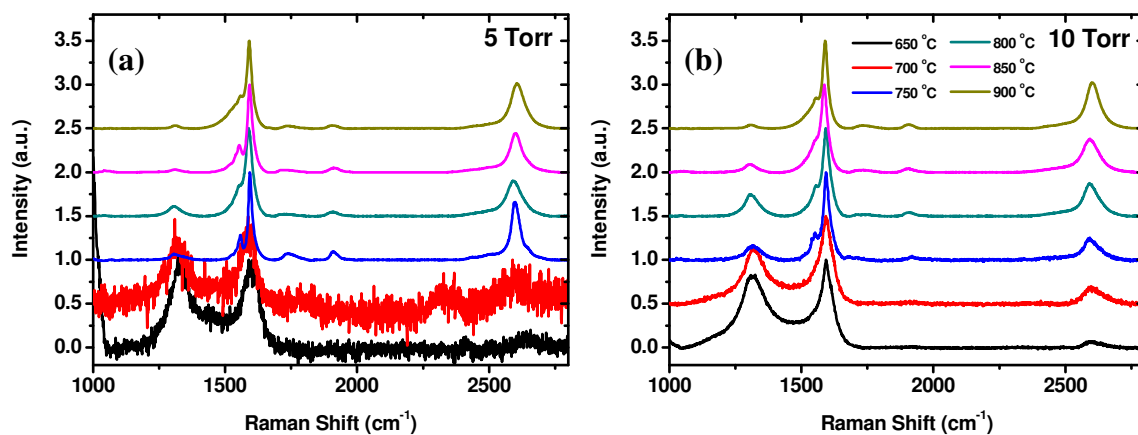 (a)
5 Torr
3.5
3.0
2.5
2.0
1.5
1.0
0.5
0.0
Intensity (a.u.)
1000 1500 2000 2500
Raman Shift (cm⁻¹)
(b)
10 Torr
650 °C 800 °C
700 °C 850 °C
750 °C 900 °C
3.5
3.0
2.5
2.0
1.5
1.0
0.5
0.0
Intensity (a.u.)
1000 1500 2000 2500
Raman Shift (cm⁻¹)